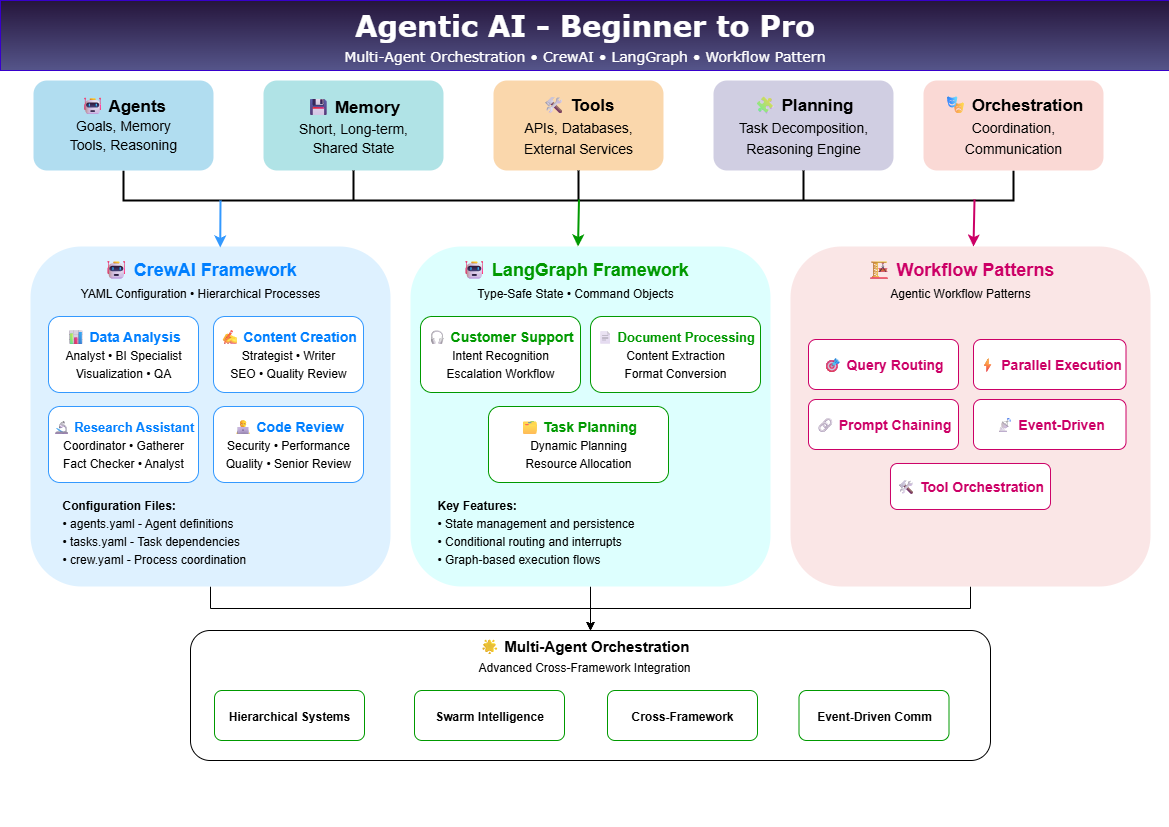 Agentic AI - Beginner to Pro
Multi-Agent Orchestration • CrewAI • LangGraph • Workflow Pattern
Agents
Goals, Memory
Tools, Reasoning
Memory
Short, Long-term,
Shared State
Tools
APIs, Databases,
External Services
Planning
Task Decomposition,
Reasoning Engine
Orchestration
Coordination,
Communication
CrewAI Framework
YAML Configuration • Hierarchical Processes
Data Analysis
Analyst • BI Specialist
Visualization • QA
Content Creation
Strategist • Writer
SEO • Quality Review
Research Assistant
Coordinator • Gatherer
Fact Checker • Analyst
Code Review
Security • Performance
Quality • Senior Review
Configuration Files:
• agents.yaml - Agent definitions
• tasks.yaml - Task dependencies
• crew.yaml - Process coordination
LangGraph Framework
Type-Safe State • Command Objects
Customer Support
Intent Recognition
Escalation Workflow
Document Processing
Content Extraction
Format Conversion
Task Planning
Dynamic Planning
Resource Allocation
Key Features:
• State management and persistence
• Conditional routing and interrupts
• Graph-based execution flows
Workflow Patterns
Agentic Workflow Patterns
Query Routing
Parallel Execution
Prompt Chaining
Event-Driven
Tool Orchestration
Multi-Agent Orchestration
Advanced Cross-Framework Integration
Hierarchical Systems
Swarm Intelligence
Cross-Framework
Event-Driven Comm